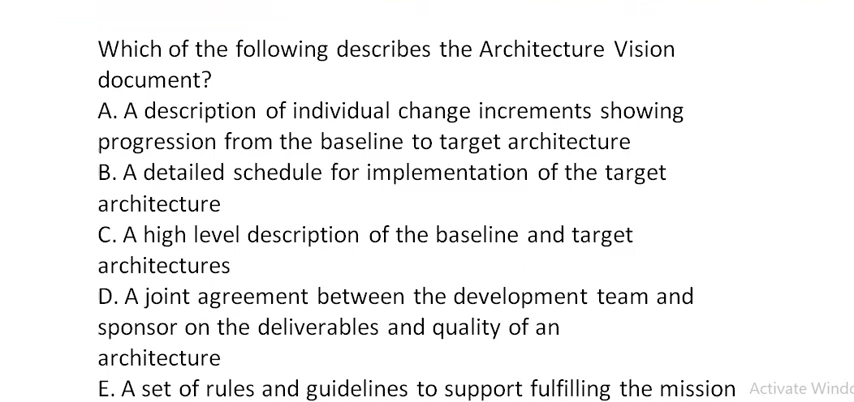 Which of the following describes the Architecture Vision
document?
A. A description of individual change increments showing
progression from the baseline to target architecture
B. A detailed schedule for implementation of the target
architecture
C. A high level description of the baseline and target
architectures
D. A joint agreement between the development team and
sponsor on the deliverables and quality of an
architecture
E. A set of rules and guidelines to support fulfilling the mission
Activate